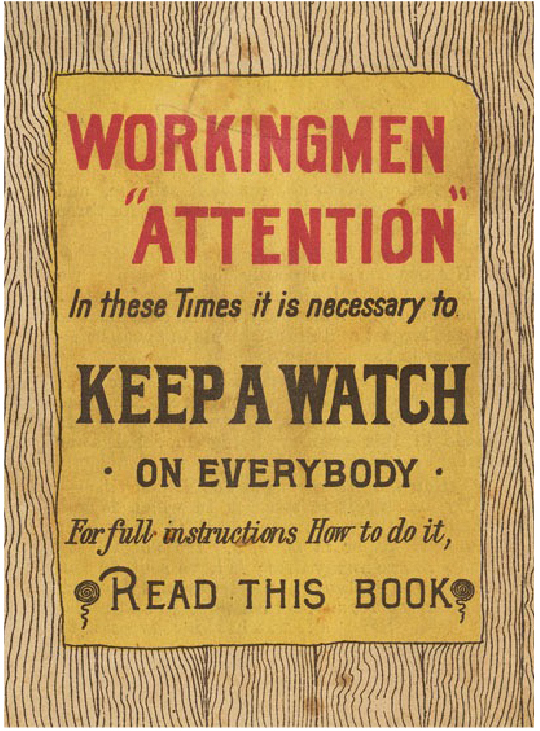 WORKINGMEN
"ATTENTION"
In these Times it is necessary to
KEEP A WATCH
· ON EVERYBODY ·
For full instructions How to do it,
READ THIS BOOK